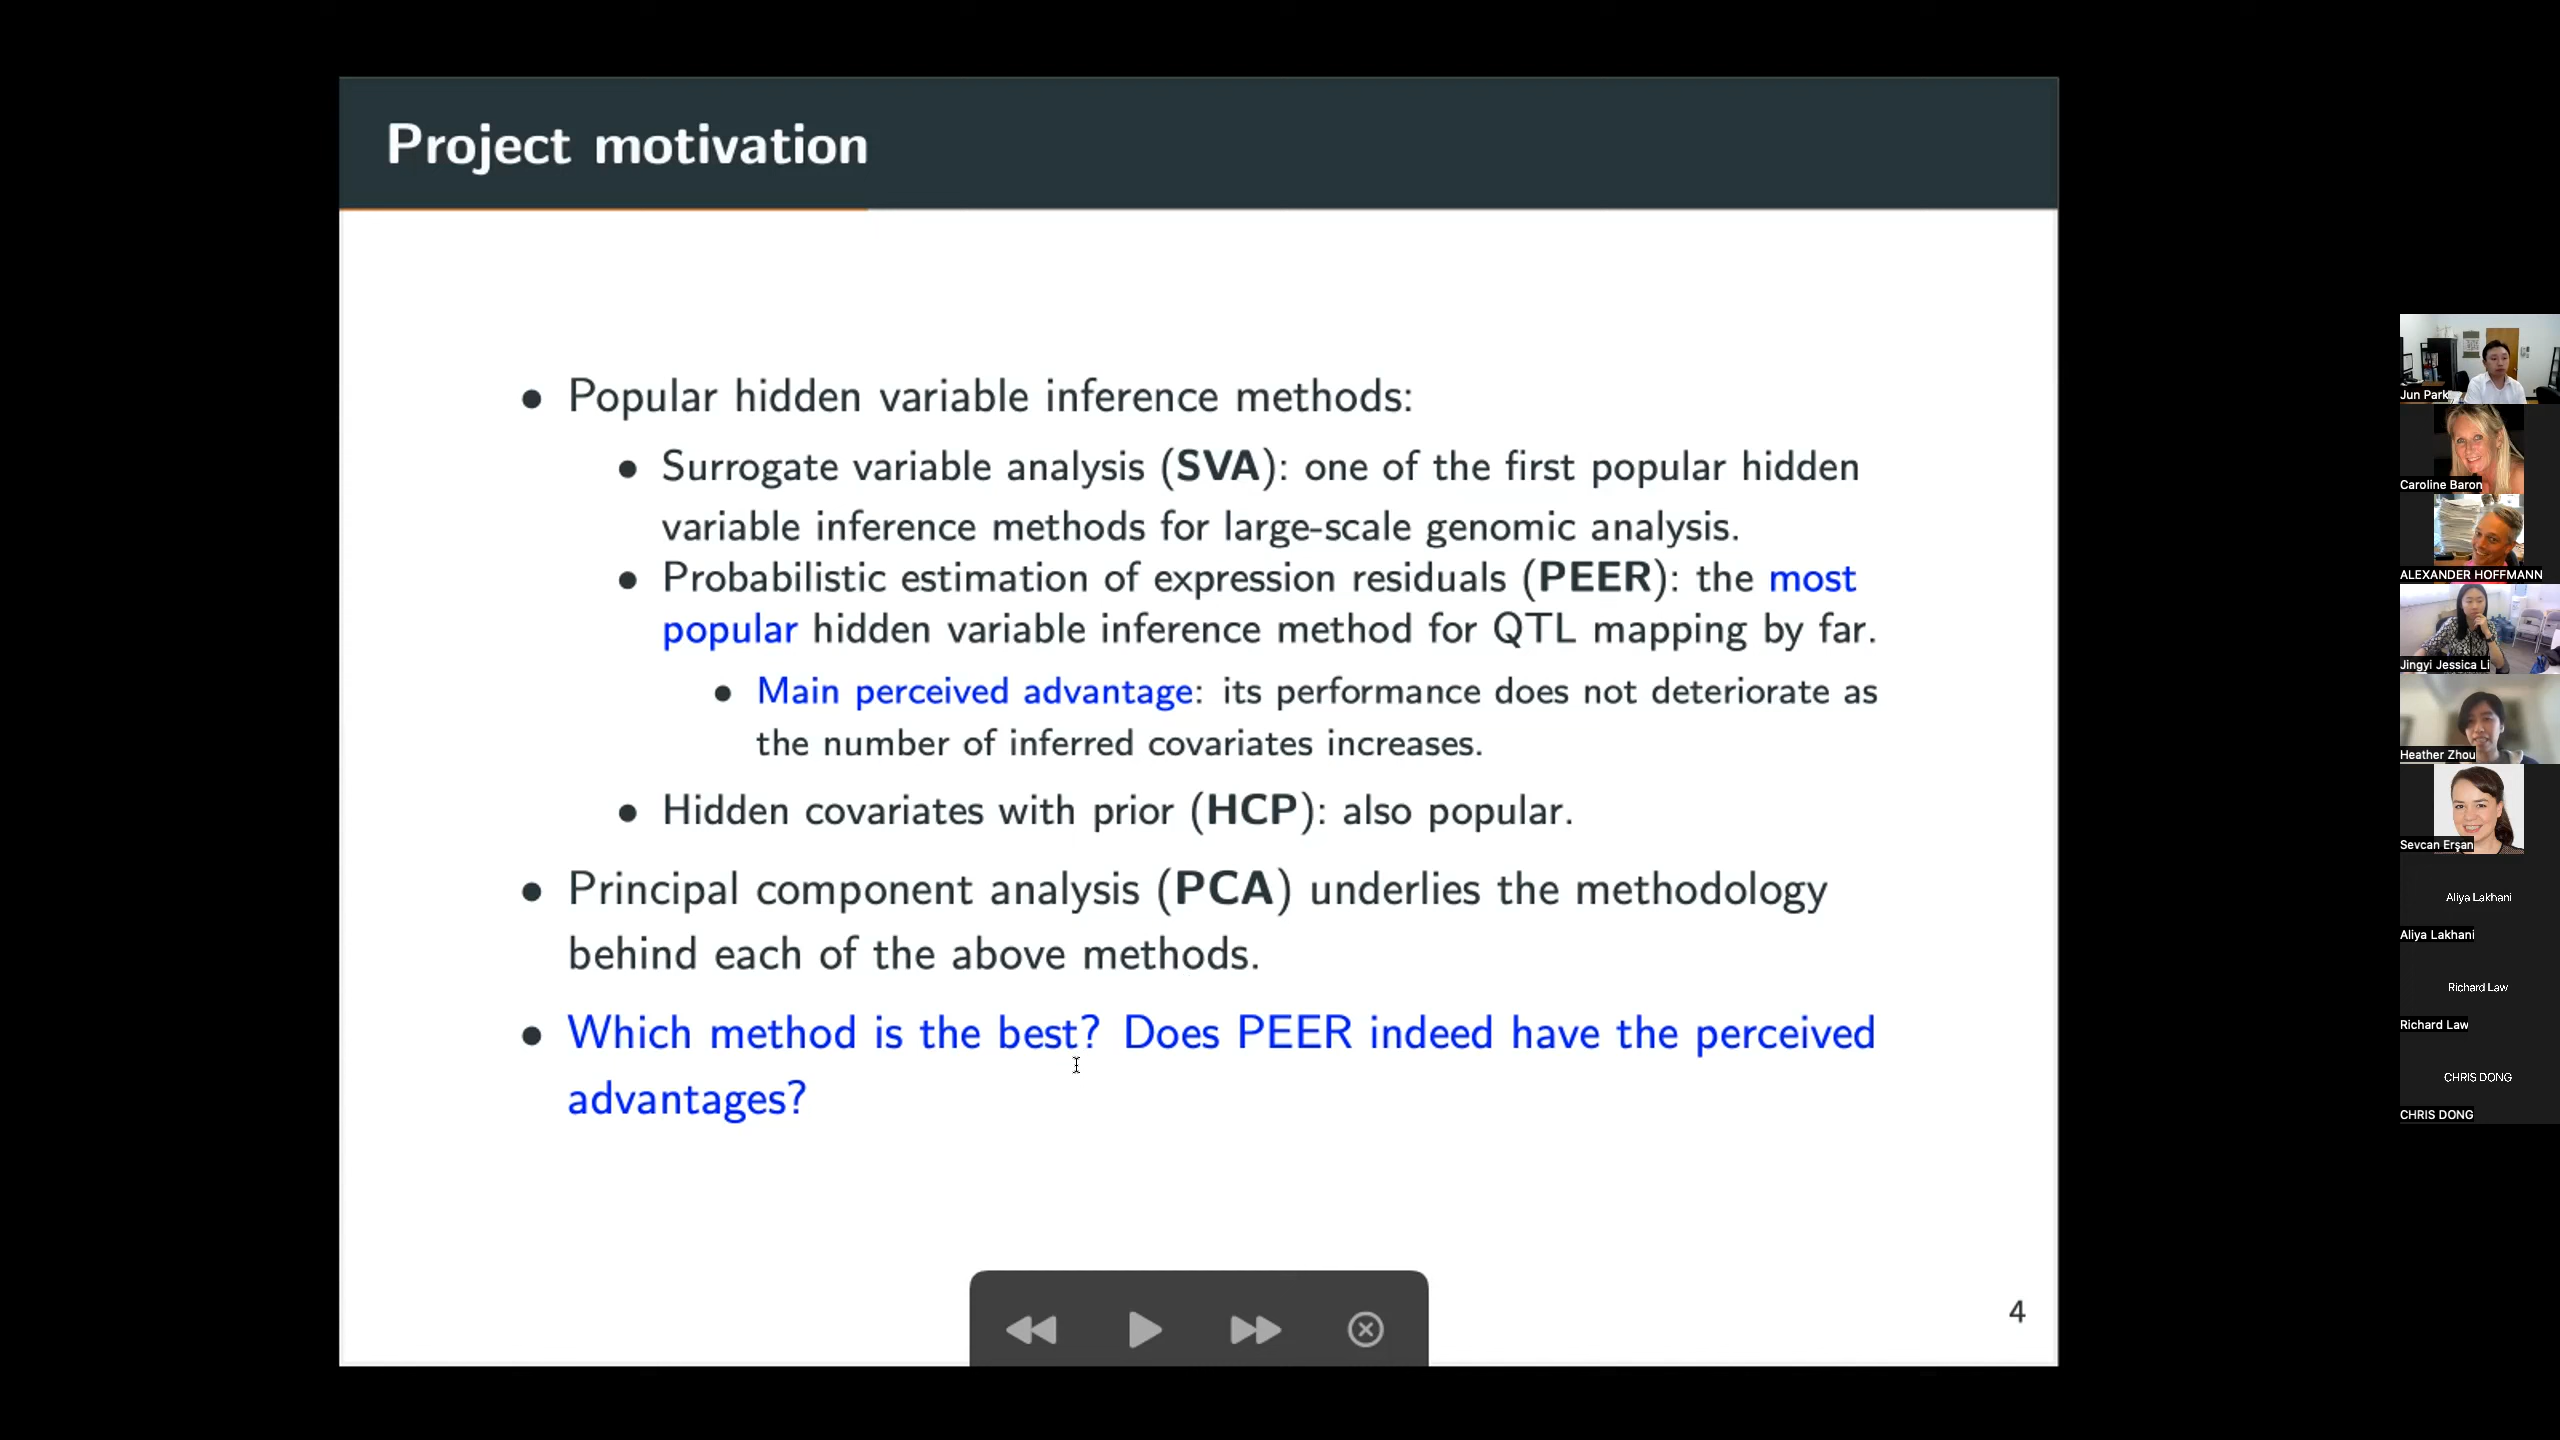 Project motivation
• Popular hidden variable inference methods:
• Surrogate variable analysis (SVA): one of the first popular hidden
variable inference methods for large-scale genomic analysis.
• Probabilistic estimation of expression residuals (PEER): the most
popular hidden variable inference method for QTL mapping by far.
• Main perceived advantage: its performance does not deteriorate as
the number of inferred covariates increases.
• Hidden covariates with prior (HCP): also popular.
• Principal component analysis (PCA) underlies the methodology
behind each of the above methods.
• Which method is the best? Does PEER indeed have the perceived
advantages?
4
Jun Park
Caroline Baron
ALEXANDER HOFFMANN
Jingyi Jessica Li
Heather Zhou
Sevcan Erşan
Aliya Lakhani
Aliya Lakhani
Richard Law
Richard Law
CHRIS DONG
CHRIS DONG